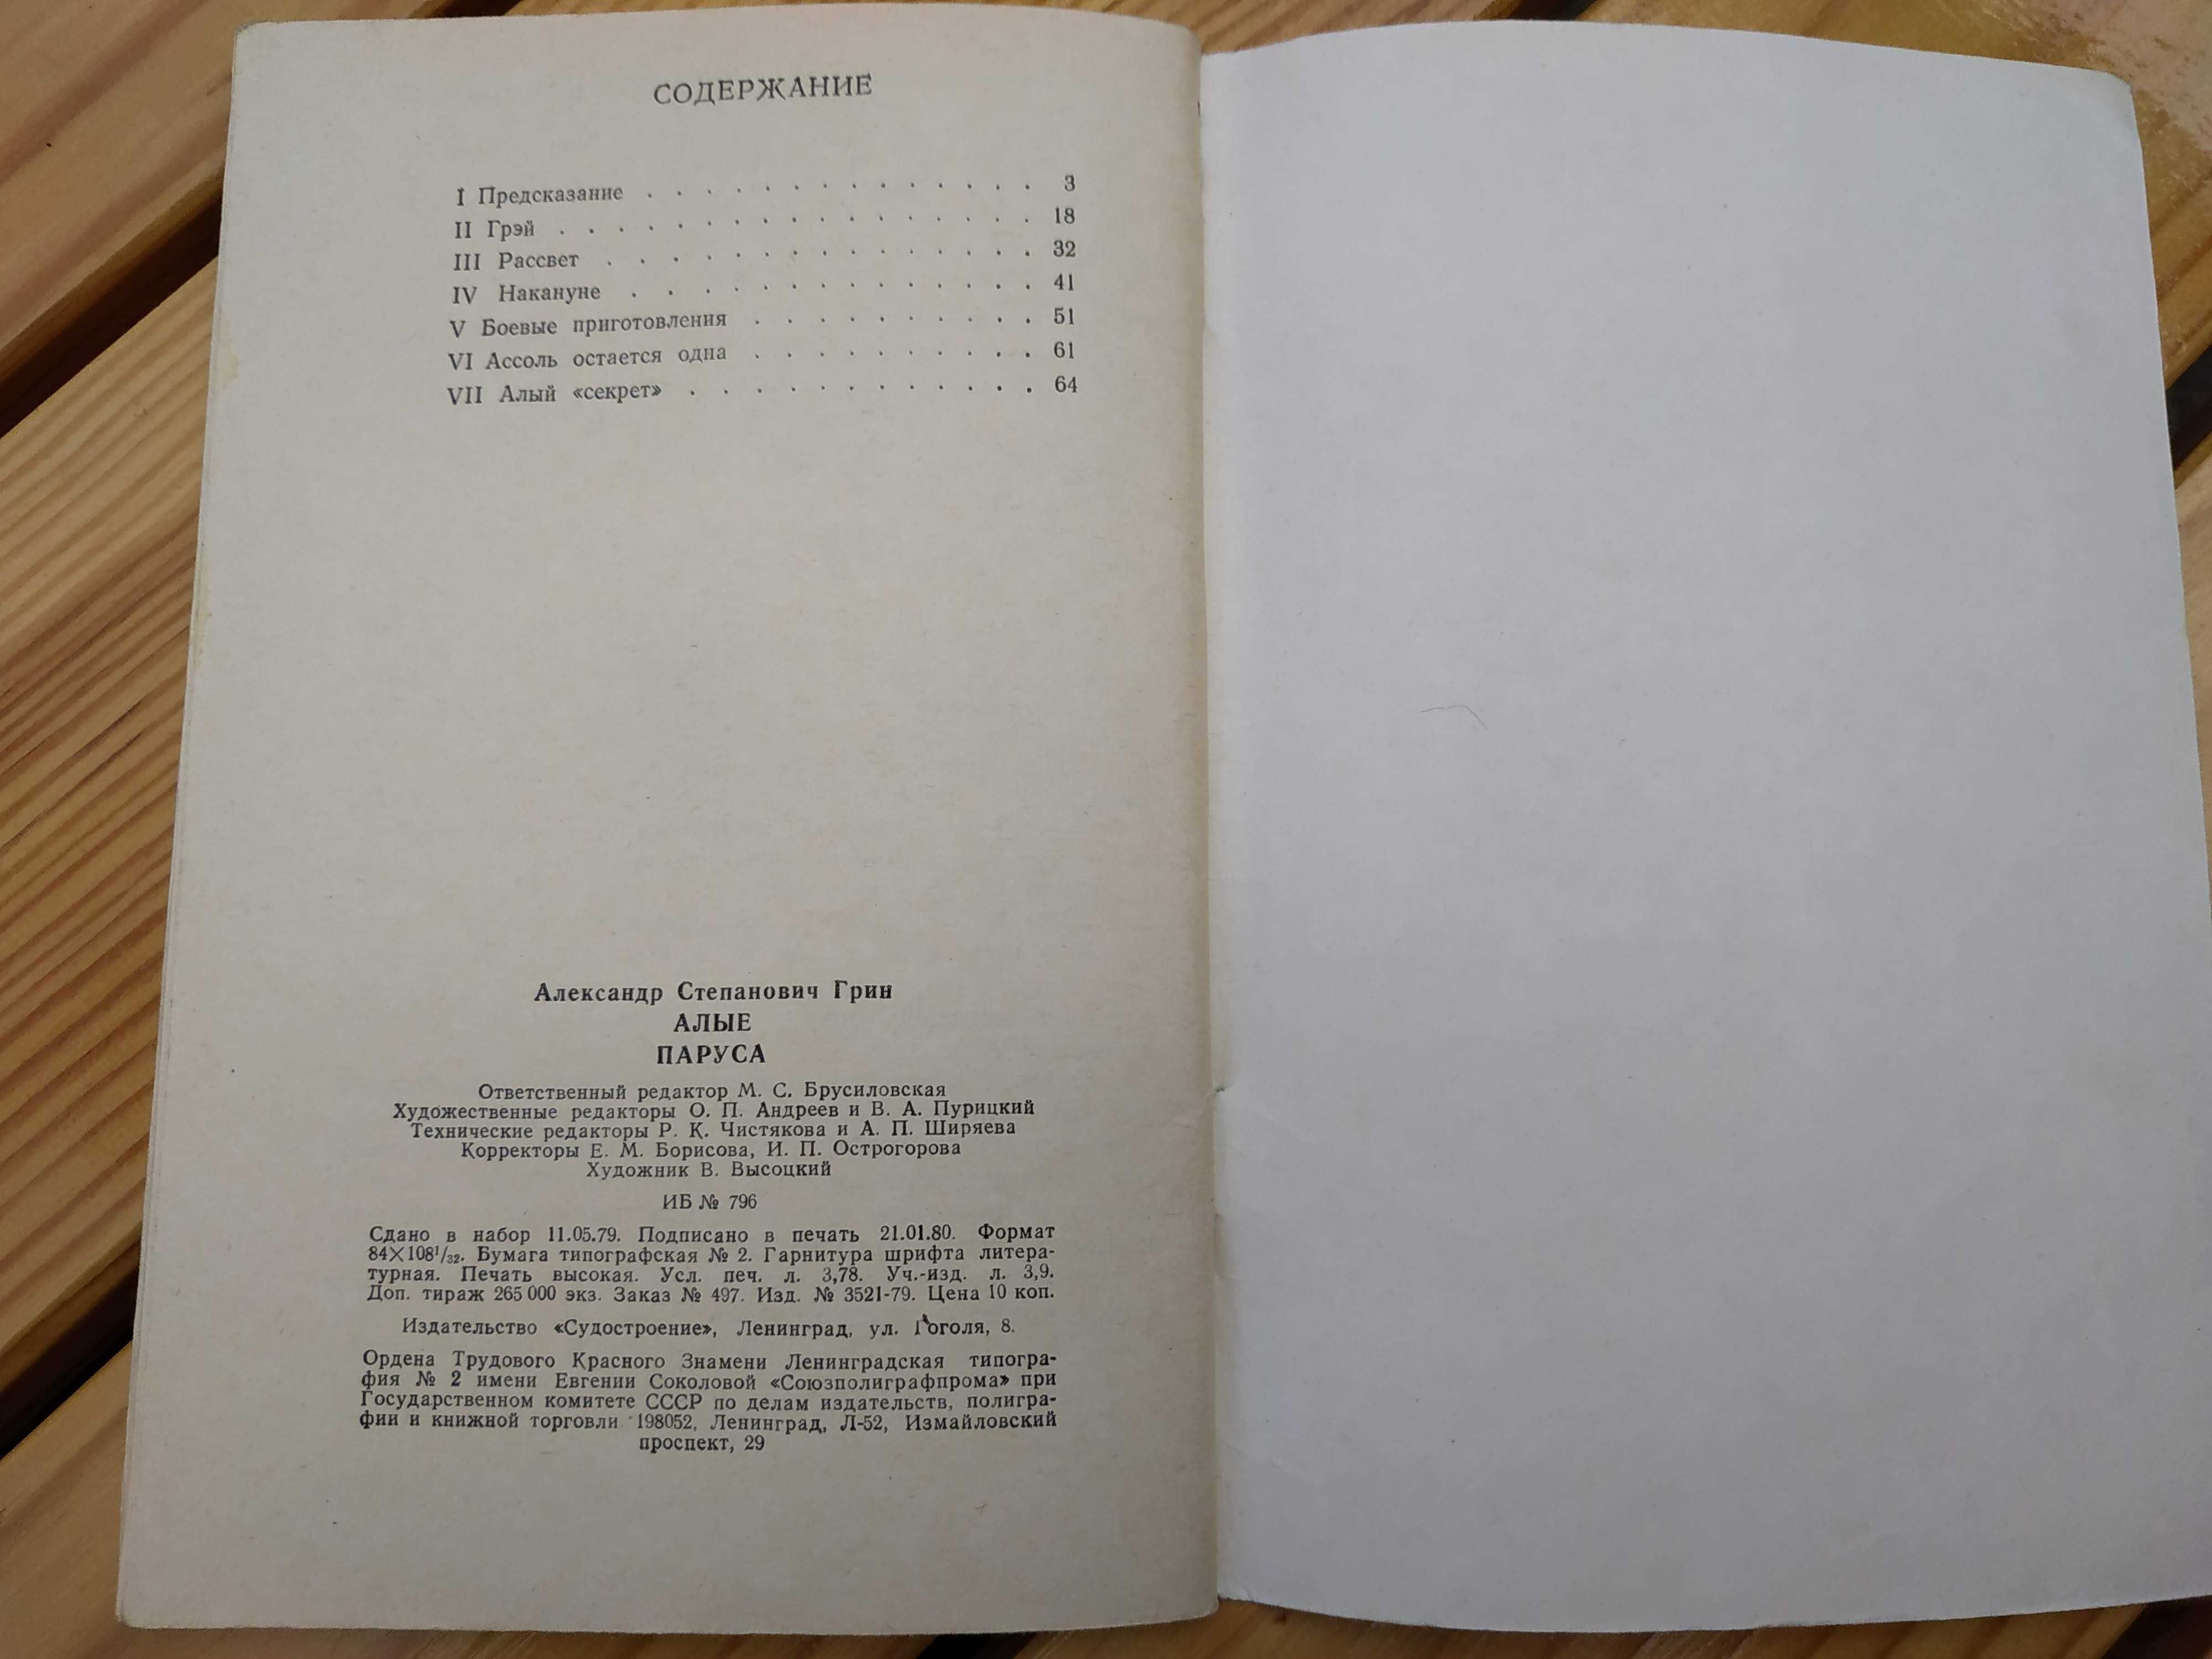 СОДЕРЖАНИЕ
I Предсказание . . . . . . . . . . . . . . 3
II Грэй . . . . . . . . . . . . . . . . . 18
III Рассвет . . . . . . . . . . . . . . . 32
IV Накануне . . . . . . . . . . . . . . 41
V Боевые приготовления . . . . . . . . . . 51
VI Ассоль остается одна . . . . . . . . . . 61
VII Алый «секрет» . . . . . . . . . . . . 64
Александр Степанович Грин
АЛЫЕ
ПАРУСА
Ответственный редактор М. С. Брусиловская
Художественные редакторы О. П. Андреев и В. А. Пурицкий
Технические редакторы Р. К. Чистякова и А. П. Ширяева
Корректоры Е. М. Борисова, И. П. Острогорова
Художник В. Высоцкий
ИБ № 796
Сдано в набор 11.05.79. Подписано в печать 21.01.80. Формат
84×108¹/₃₂. Бумага типографская № 2. Гарнитура шрифта литера-
турная. Печать высокая. Усл. печ. л. 3,78. Уч.-изд. л. 3,9.
Доп. тираж 265 000 экз. Заказ № 497. Изд. № 3521-79. Цена 10 коп.
Издательство «Судостроение», Ленинград, ул. Гоголя, 8.
Ордена Трудового Красного Знамени Ленинградская типогра-
фия № 2 имени Евгении Соколовой «Союзполиграфпрома» при
Государственном комитете СССР по делам издательств, полигра-
фии и книжной торговли 198052, Ленинград, Л-52, Измайловский
проспект, 29